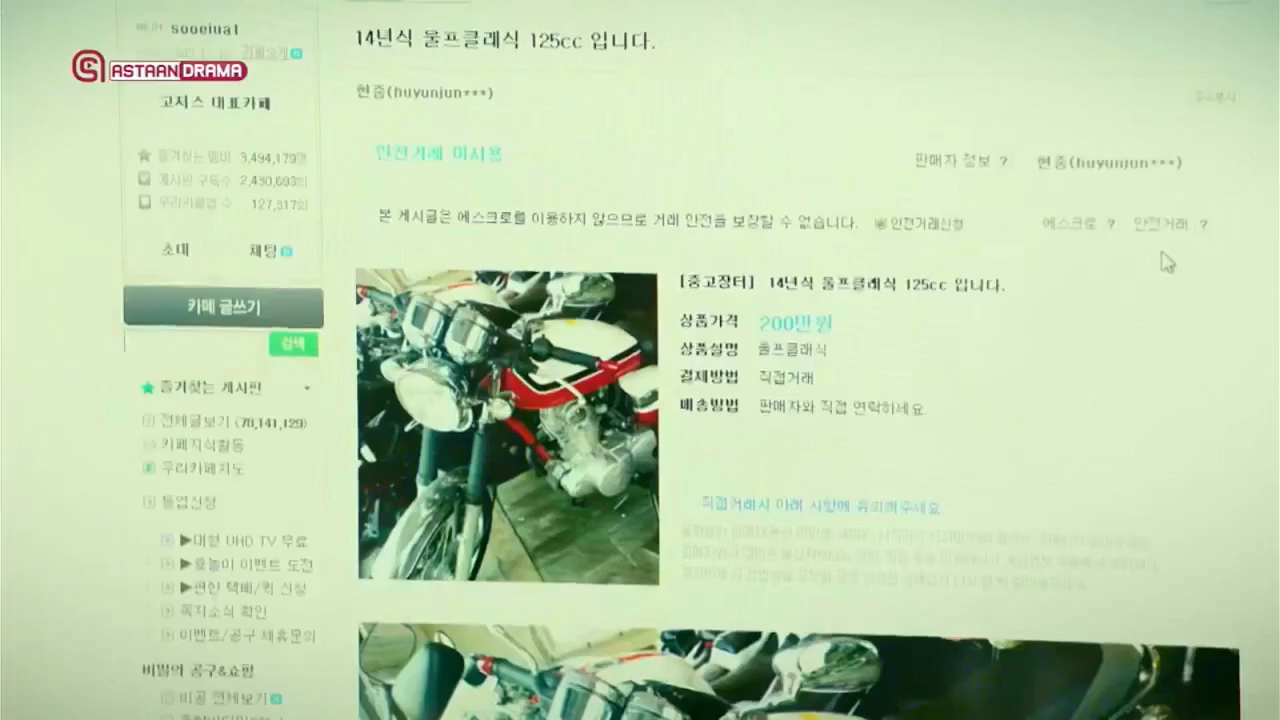 sooeiua1
ASTAAN DRAMA
고지스 대표카페
즐겨찾는 멤버 3,494,179명
게시판 구독수 2,430,693회
우리카페앱 수 127,317회
초대 채팅
카페 글쓰기
검색
즐겨찾는 게시판
전체글보기 (78,141,129)
카페지식활동
우리카페지도
등업신청
▶대형 UHD TV 무료
▶윷놀이 이벤트 도전
▶편한 택배/퀵 신청
쪽지소식 확인
이벤트/공구 제휴문의
비밀의 공구&쇼핑
비공 전체보기
14년식 울프클래식 125cc 입니다.
현중(huyunjun***)
안전거래 미사용
판매자 정보 ? 현중(huyunjun***)
본 게시글은 에스크로를 이용하지 않으므로 거래 안전을 보장할 수 없습니다. 안전거래신청
에스크로 ? 안전거래 ?
[중고장터] 14년식 울프클래식 125cc 입니다.
상품가격 200만원
상품설명 울프클래식
결제방법 직접거래
배송방법 판매자와 직접 연락하세요.
직접거래시 아래 사항에 유의해주세요.